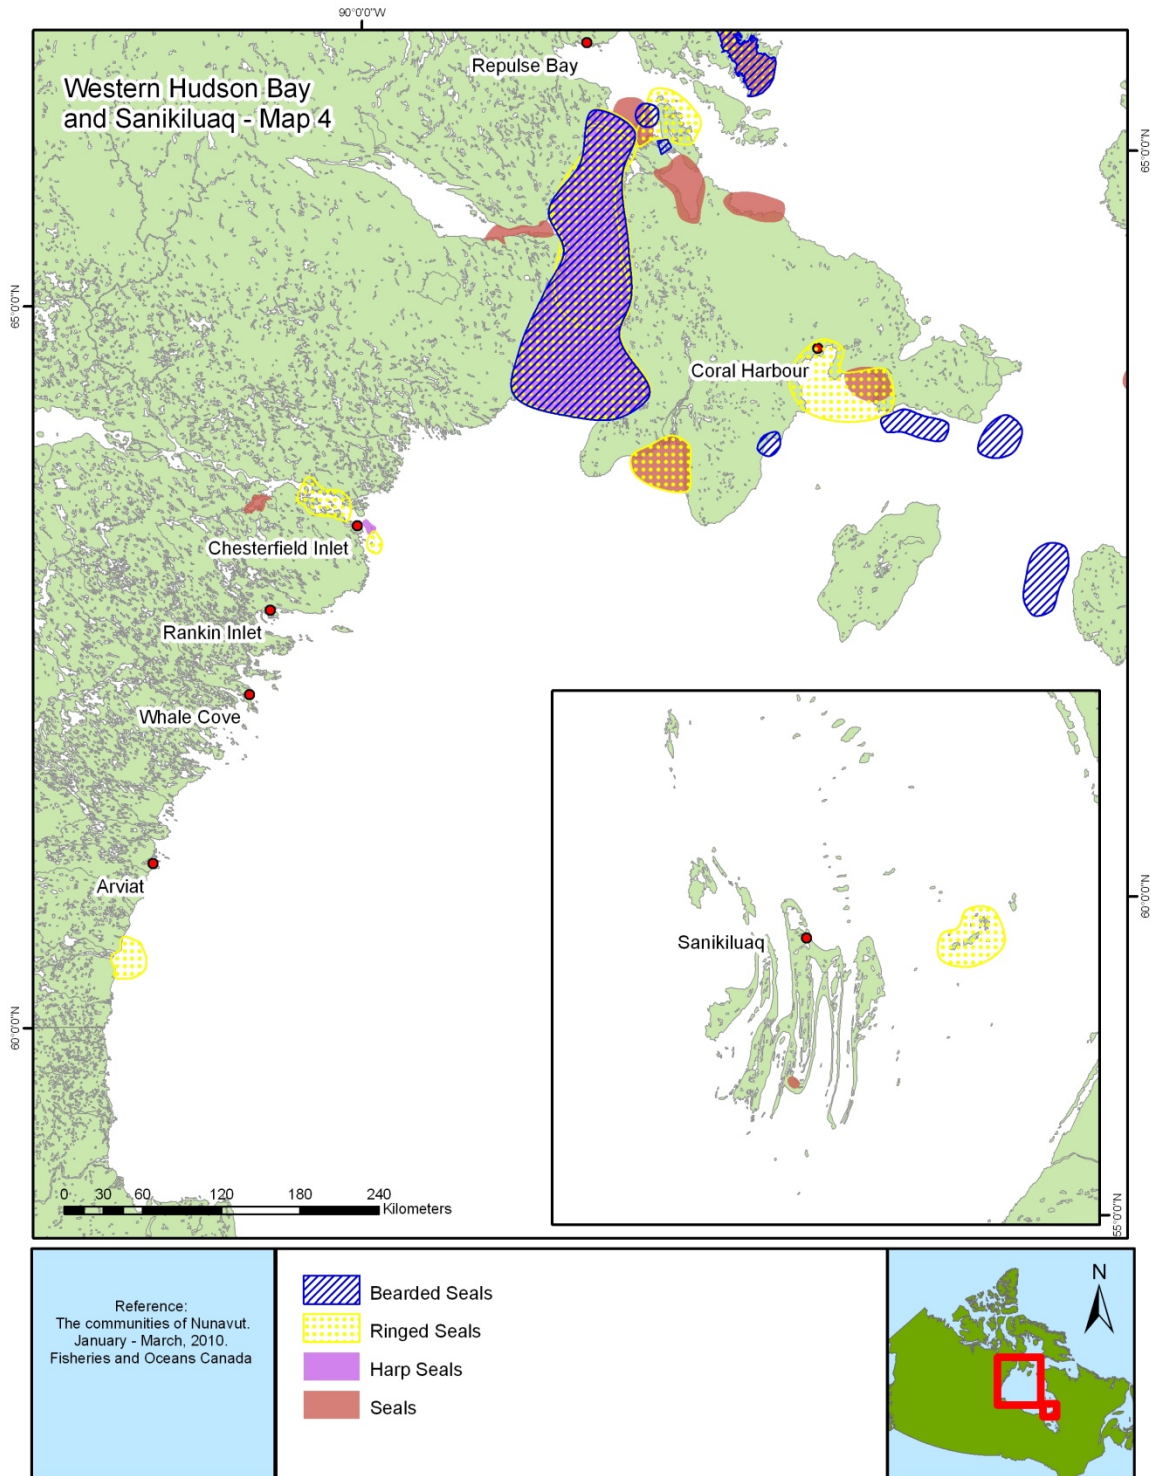 90°0'0"W
Repulse Bay
Western Hudson Bay
and Sanikiluaq - Map 4
65°0'0"N
65°0'0"N
Coral Harbour
Chesterfield Inlet
Rankin Inlet
Whale Cove
Arviat
60°0'0"N
Sanikiluaq
60°0'0"N
0 30 60 120 180 240
Kilometers
55°0'0"N
Reference:
The communities of Nunavut.
January - March, 2010.
Fisheries and Oceans Canada
Bearded Seals
Ringed Seals
Harp Seals
Seals
N